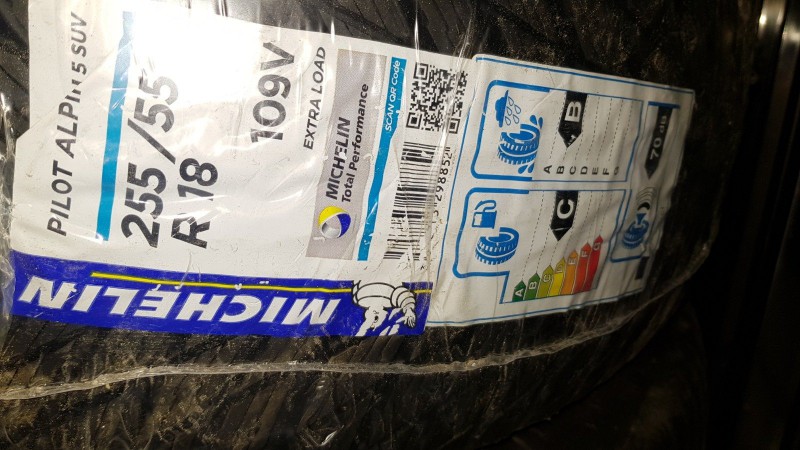 PILOT ALPIN 5 SUV
255/55
R 18
109V
EXTRA LOAD
MICHELIN
Total Performance
SCAN QR Code
298852
MICHELIN
B
A
B
C
D
E
F
G
70 dB
C
A
B
C
G